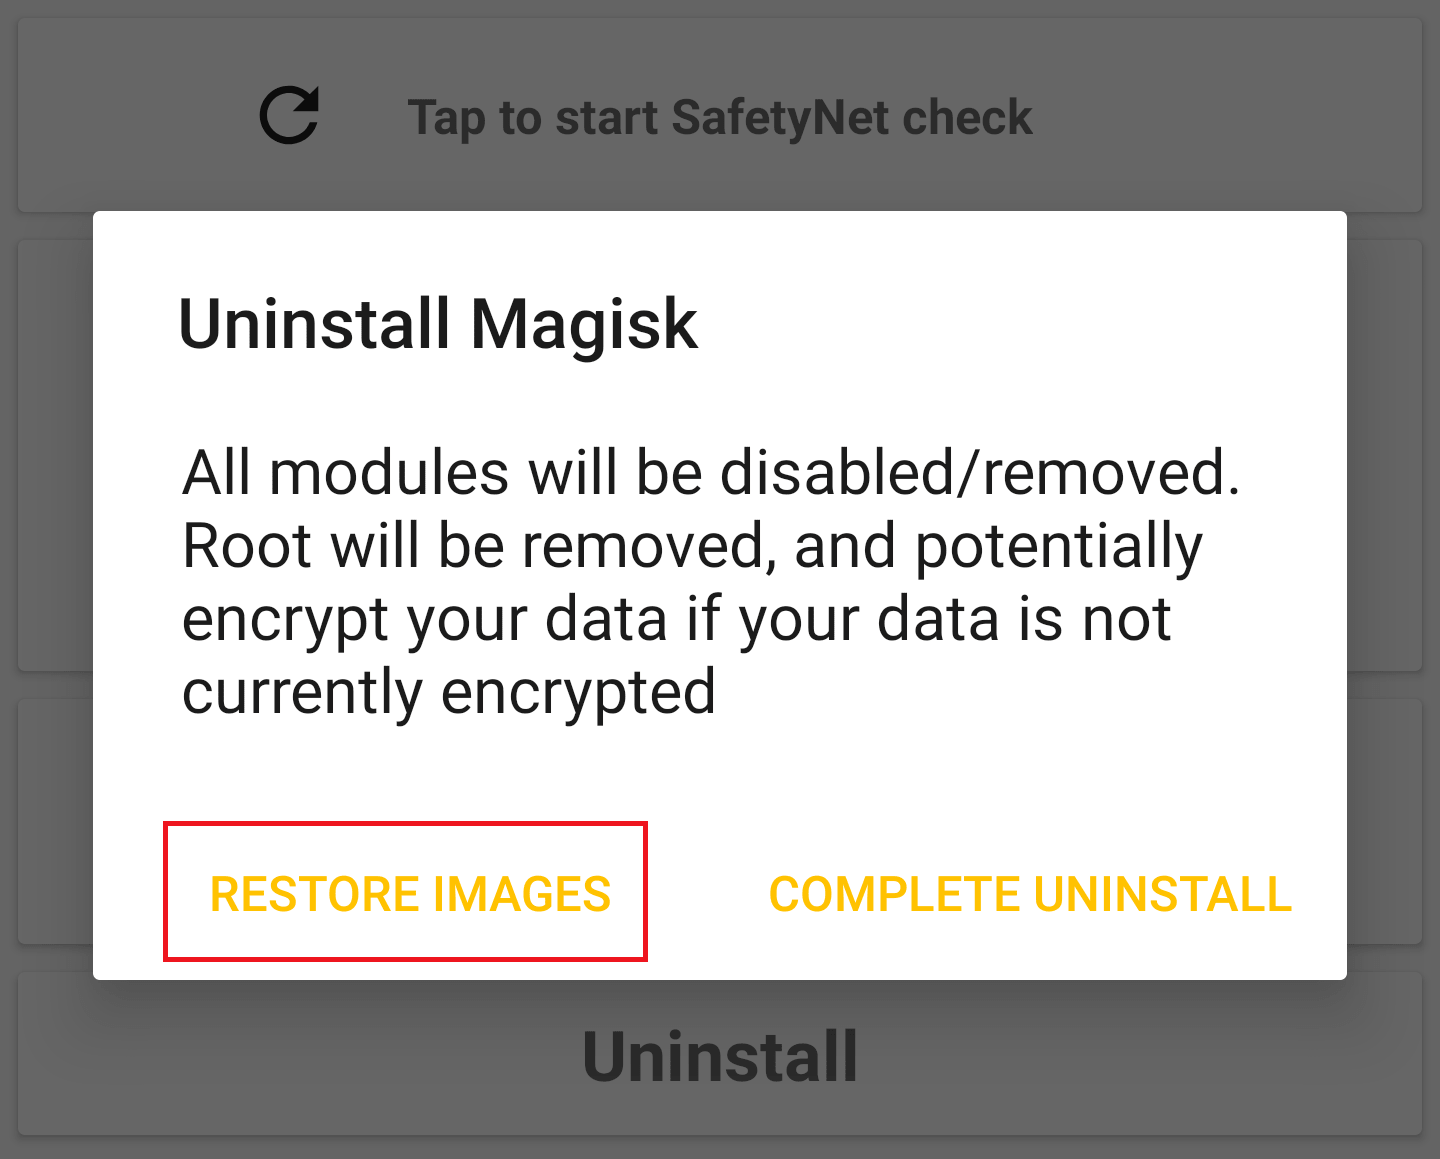 Tap to start SafetyNet check
Uninstall Magisk
All modules will be disabled/removed.
Root will be removed, and potentially
encrypt your data if your data is not
currently encrypted
RESTORE IMAGES
COMPLETE UNINSTALL
Uninstall